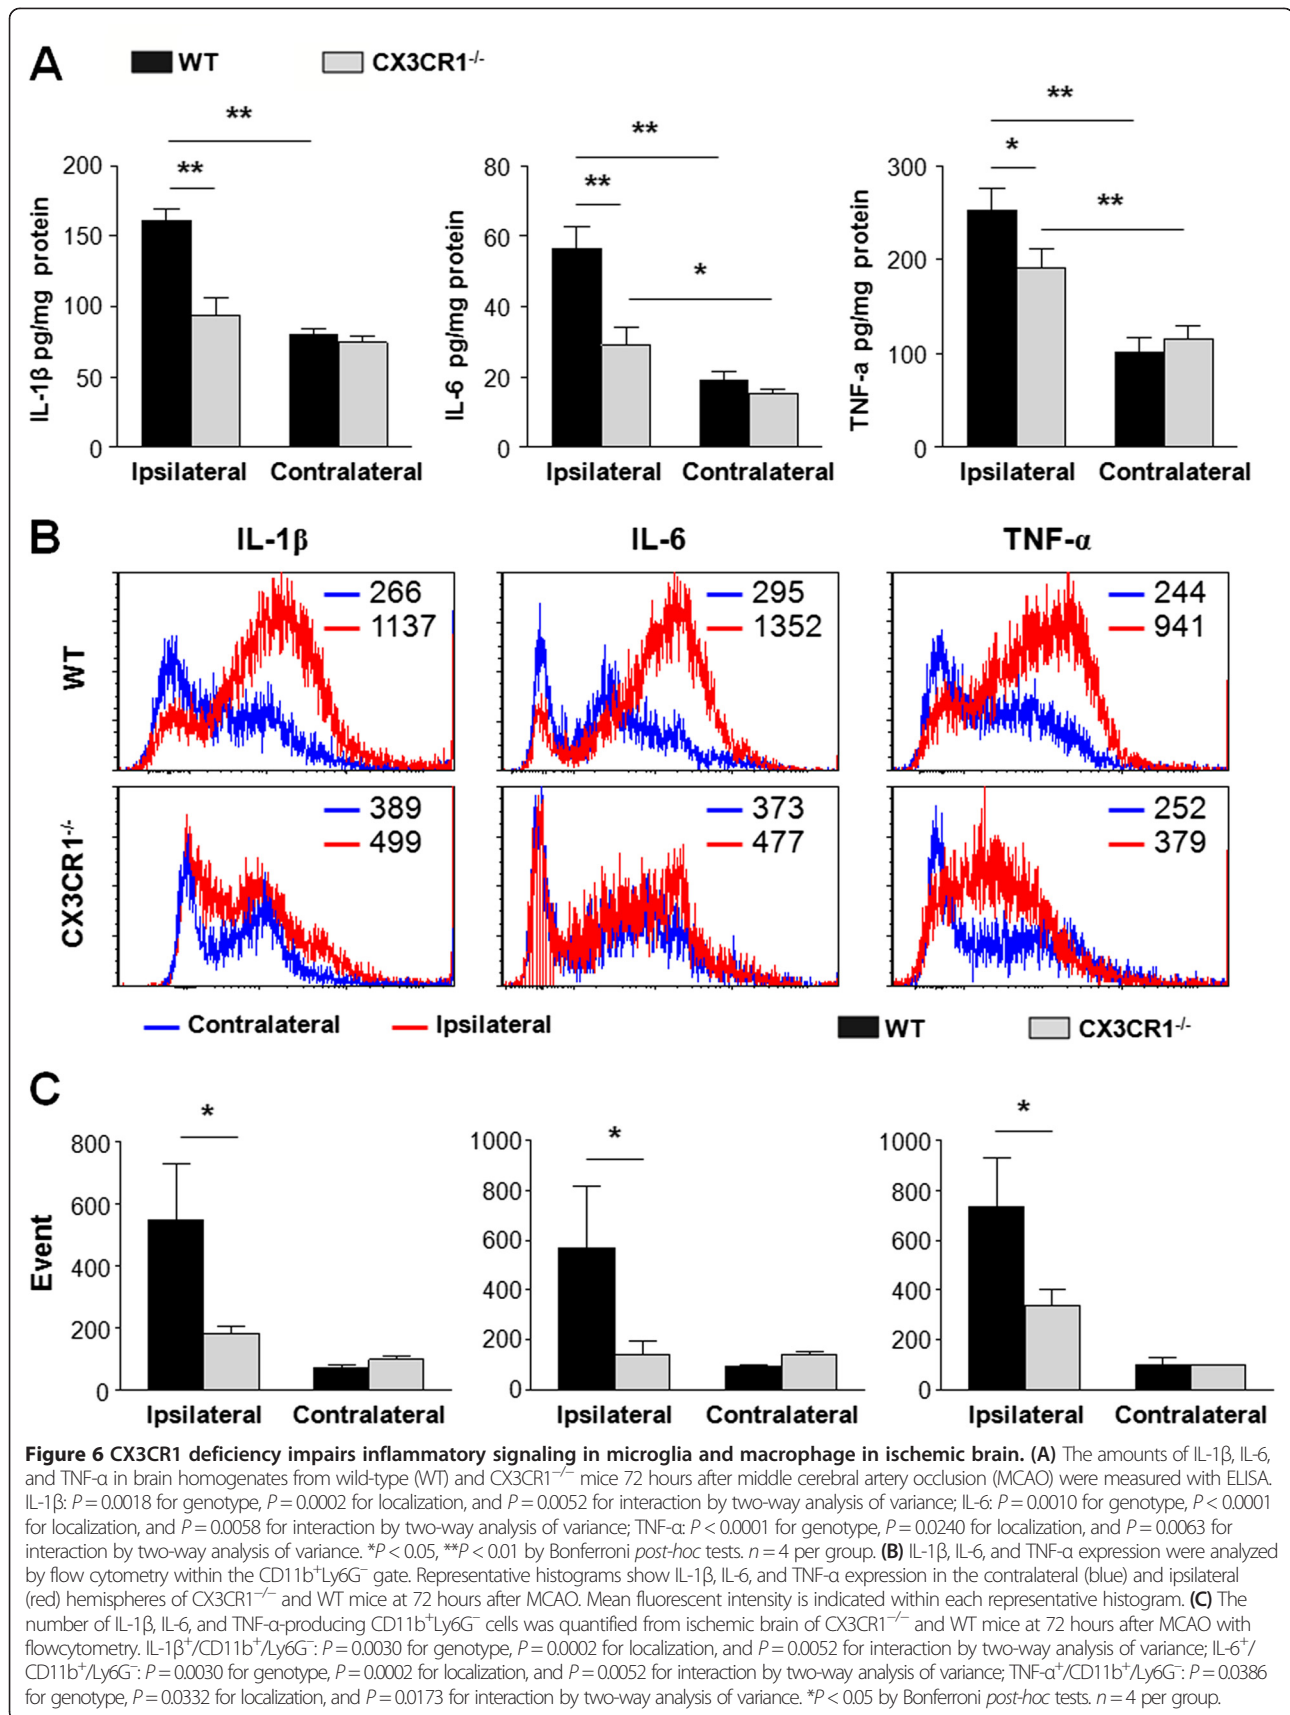 A
WT
CX3CR1-/-
**
**
200
150
100
50
0
IL-1β pg/mg protein
Ipsilateral
Contralateral
**
**
*
80
60
40
20
0
IL-6 pg/mg protein
Ipsilateral
Contralateral
**
*
**
300
200
100
0
TNF-a pg/mg protein
Ipsilateral
Contralateral
B
IL-1β
IL-6
TNF-α
WT
266
1137
295
1352
244
941
CX3CR1-/-
389
499
373
477
252
379
Contralateral
Ipsilateral
WT
CX3CR1-/-
C
Event
*
800
600
400
200
0
Ipsilateral
Contralateral
*
1000
800
600
400
200
0
Ipsilateral
Contralateral
*
1000
800
600
400
200
0
Ipsilateral
Contralateral
Figure 6 CX3CR1 deficiency impairs inflammatory signaling in microglia and macrophage in ischemic brain. (A) The amounts of IL-1β, IL-6,
and TNF-α in brain homogenates from wild-type (WT) and CX3CR1−/− mice 72 hours after middle cerebral artery occlusion (MCAO) were measured with ELISA.
IL-1β: P = 0.0018 for genotype, P = 0.0002 for localization, and P = 0.0052 for interaction by two-way analysis of variance; IL-6: P = 0.0010 for genotype, P < 0.0001
for localization, and P = 0.0058 for interaction by two-way analysis of variance; TNF-α: P < 0.0001 for genotype, P = 0.0240 for localization, and P = 0.0063 for
interaction by two-way analysis of variance. *P < 0.05, **P < 0.01 by Bonferroni post-hoc tests. n = 4 per group. (B) IL-1β, IL-6, and TNF-α expression were analyzed
by flow cytometry within the CD11b+Ly6G− gate. Representative histograms show IL-1β, IL-6, and TNF-α expression in the contralateral (blue) and ipsilateral
(red) hemispheres of CX3CR1−/− and WT mice at 72 hours after MCAO. Mean fluorescent intensity is indicated within each representative histogram. (C) The
number of IL-1β, IL-6, and TNF-α-producing CD11b+Ly6G− cells was quantified from ischemic brain of CX3CR1−/− and WT mice at 72 hours after MCAO with
flowcytometry. IL-1β+/CD11b+/Ly6G−: P = 0.0030 for genotype, P = 0.0002 for localization, and P = 0.0052 for interaction by two-way analysis of variance; IL-6+/
CD11b+/Ly6G−: P = 0.0030 for genotype, P = 0.0002 for localization, and P = 0.0052 for interaction by two-way analysis of variance; TNF-α+/CD11b+/Ly6G−: P = 0.0386
for genotype, P = 0.0332 for localization, and P = 0.0173 for interaction by two-way analysis of variance. *P < 0.05 by Bonferroni post-hoc tests. n = 4 per group.